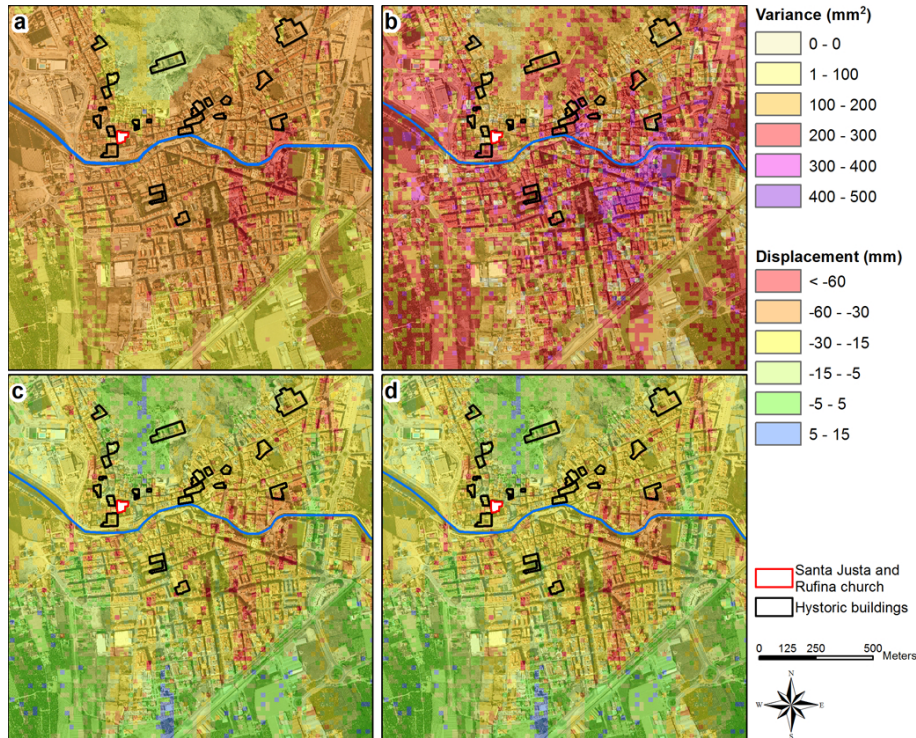 a
b
c
d
Variance (mm²)
0 - 0
1 - 100
100 - 200
200 - 300
300 - 400
400 - 500
Displacement (mm)
< -60
-60 - -30
-30 - -15
-15 - -5
-5 - 5
5 - 15
Santa Justa and
Rufina church
Hystoric buildings
0 125 250 500
Meters
N
W E
S